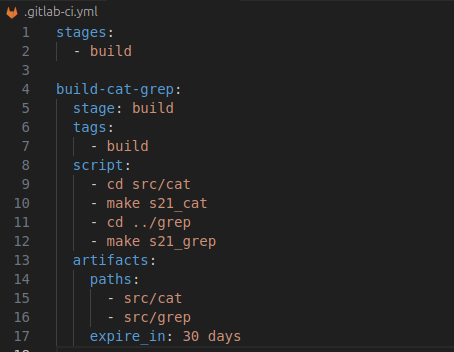 .gitlab-ci.yml
1 stages:
2   - build
3
4 build-cat-grep:
5   stage: build
6   tags:
7     - build
8   script:
9     - cd src/cat
10     - make s21_cat
11     - cd ../grep
12     - make s21_grep
13   artifacts:
14     paths:
15       - src/cat
16       - src/grep
17     expire_in: 30 days
18